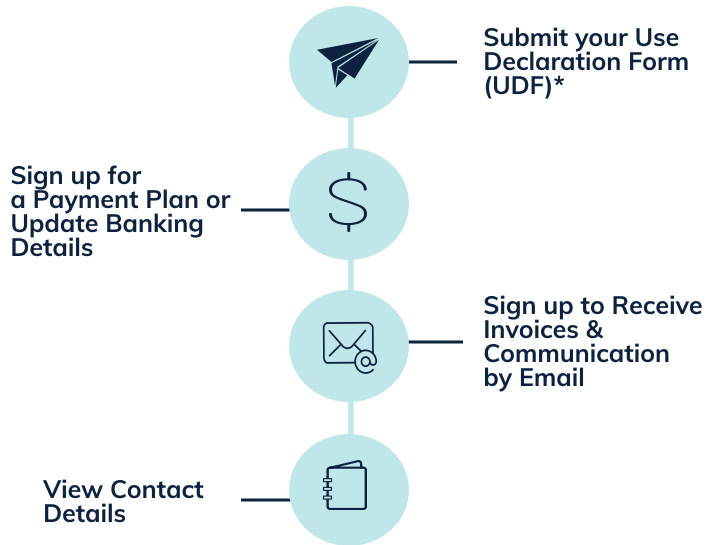 Submit your Use
Declaration Form
(UDF)*
Sign up for
a Payment Plan or
Update Banking
Details
Sign up to Receive
Invoices &
Communication
by Email
View Contact
Details